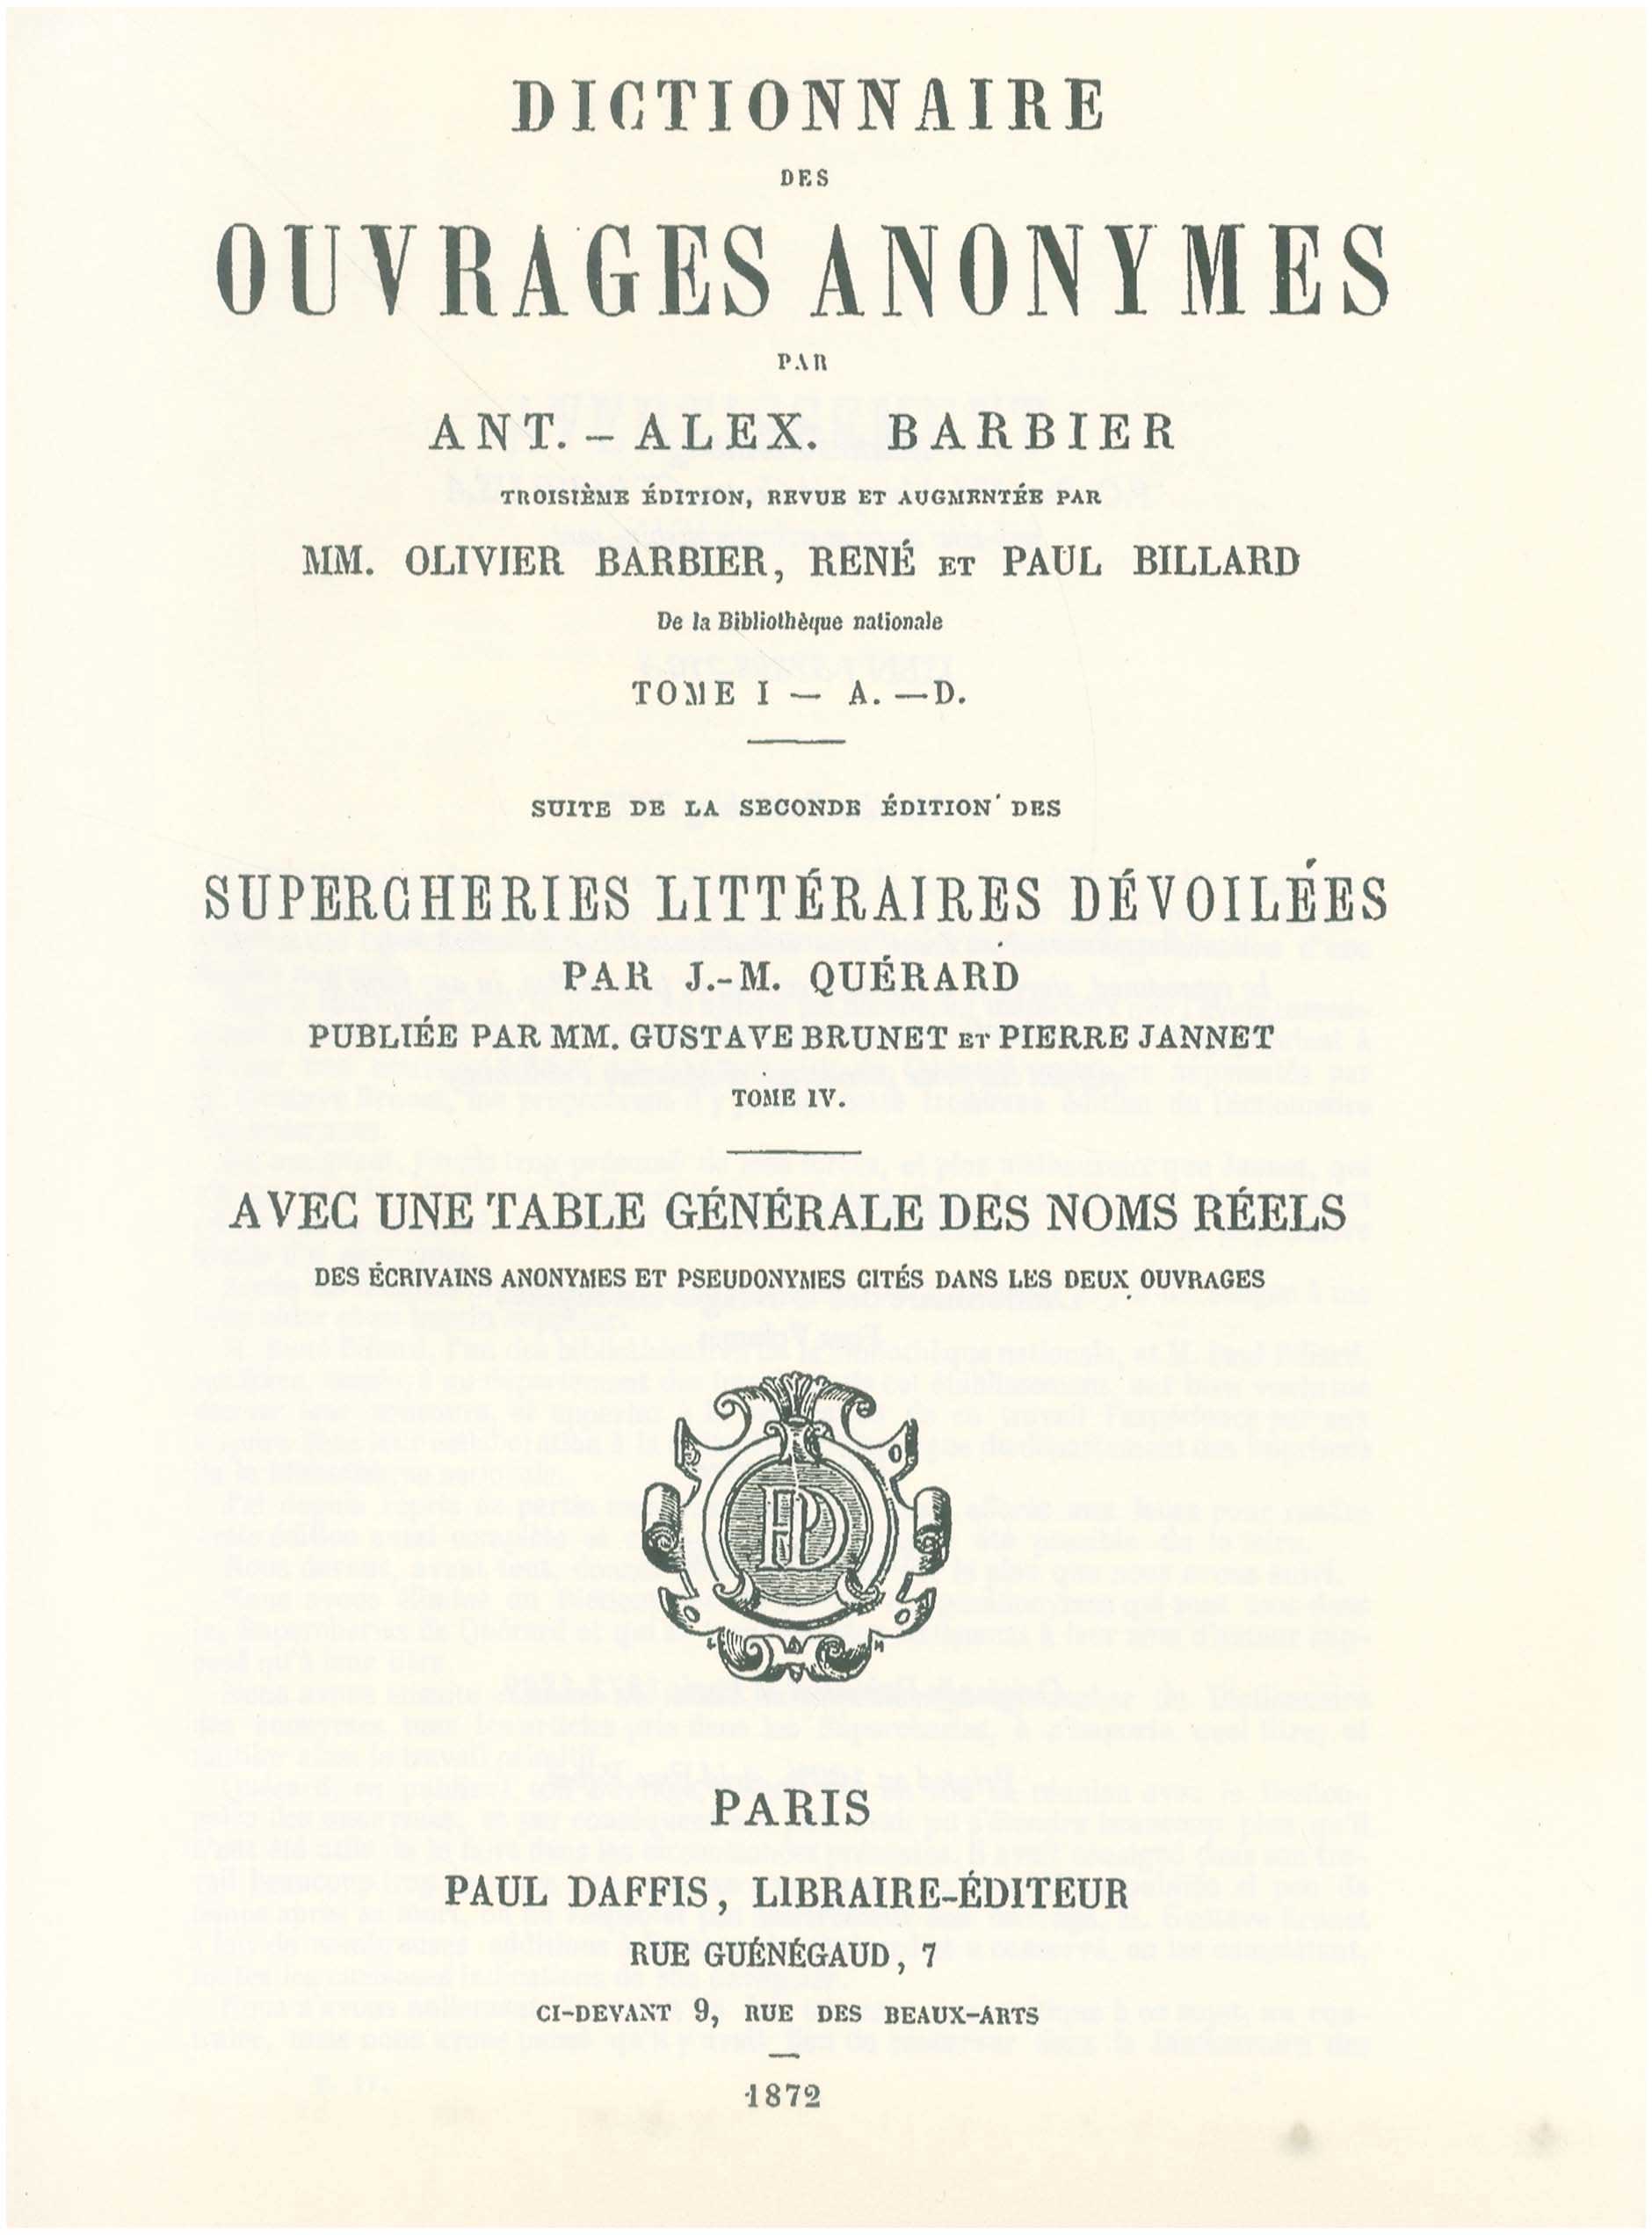 DICTIONNAIRE
DES
OUVRAGES ANONYMES
PAR
ANT. – ALEX. BARBIER
TROISIÈME ÉDITION, REVUE ET AUGMENTÉE PAR
MM. OLIVIER BARBIER, RENÉ ET PAUL BILLARD
De la Bibliothèque nationale
TOME I — A. — D.
SUITE DE LA SECONDE ÉDITION DES
SUPERCHERIES LITTÉRAIRES DÉVOILÉES
PAR J.-M. QUÉRARD
PUBLIÉE PAR MM. GUSTAVE BRUNET ET PIERRE JANNET
TOME IV.
AVEC UNE TABLE GÉNÉRALE DES NOMS RÉELS
DES ÉCRIVAINS ANONYMES ET PSEUDONYMES CITÉS DANS LES DEUX OUVRAGES
PD
PARIS
PAUL DAFFIS, LIBRAIRE-ÉDITEUR
RUE GUÉNÉGAUD, 7
CI-DEVANT 9, RUE DES BEAUX-ARTS
1872